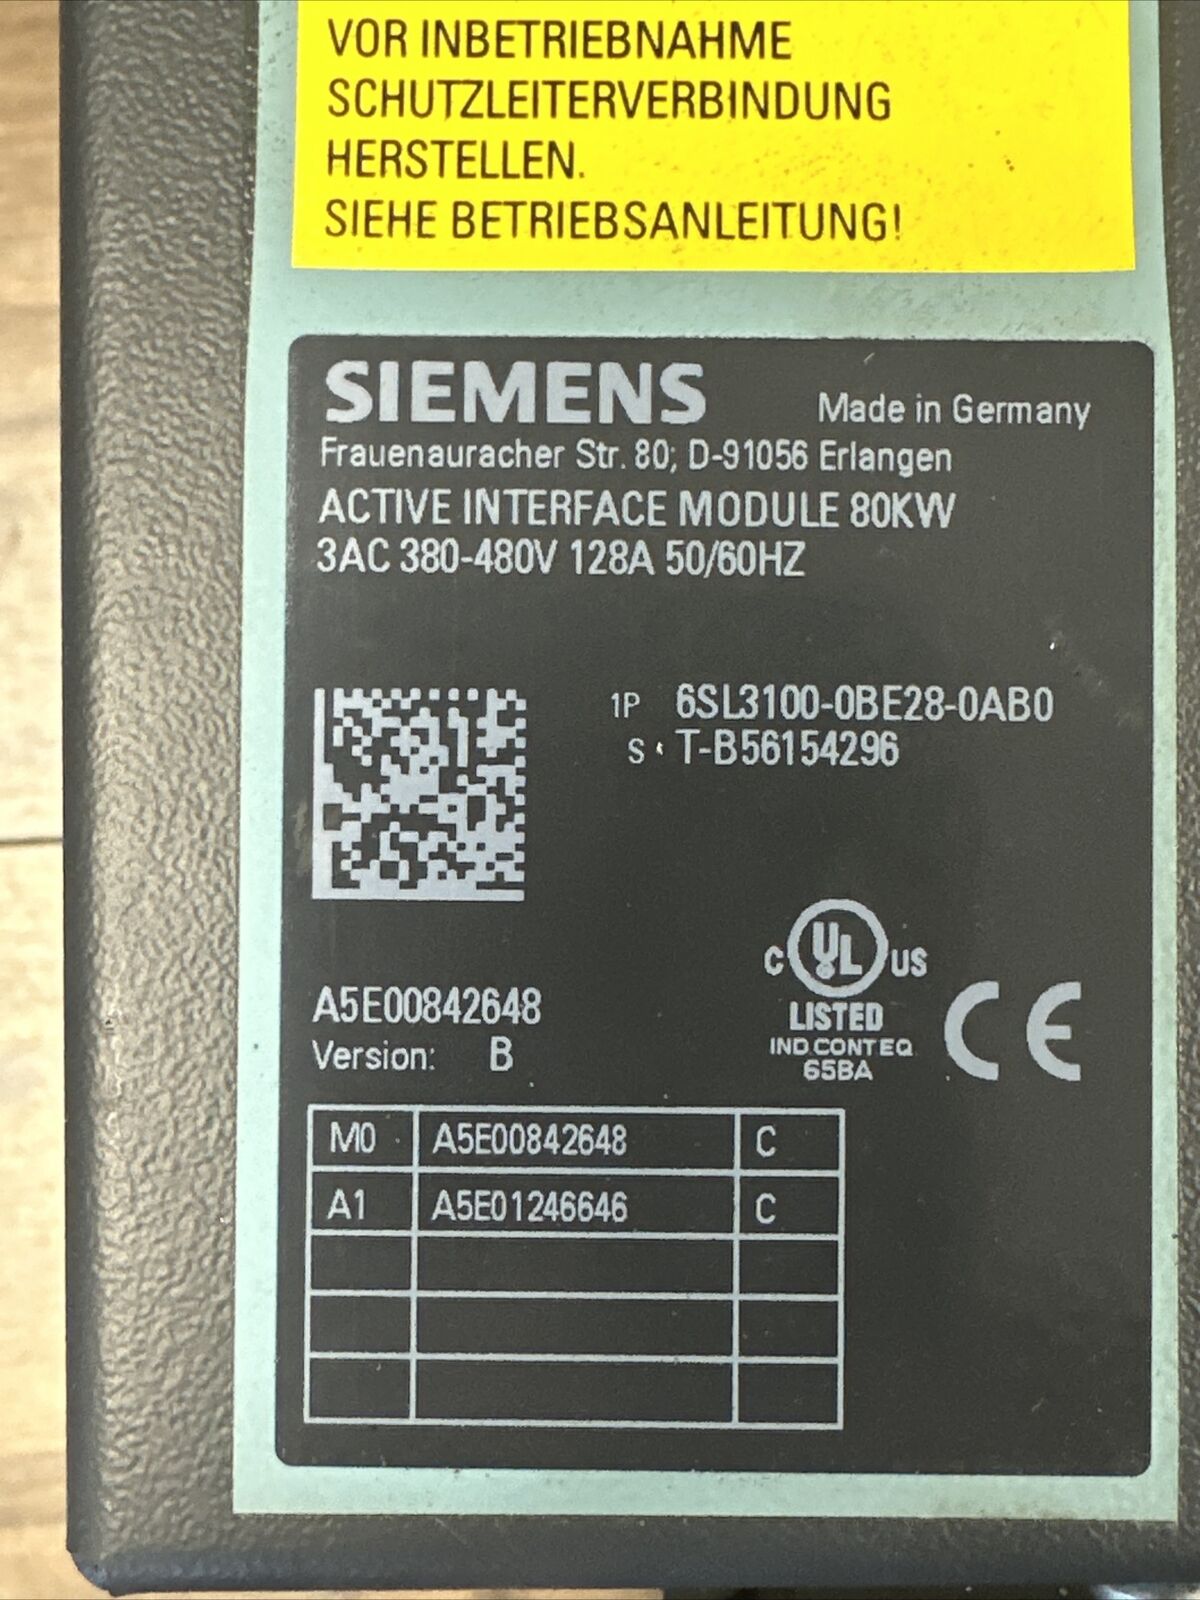 VOR INBETRIEBNAHME
SCHUTZLEITERVERBINDUNG
HERSTELLEN.
SIEHE BETRIEBSANLEITUNG!
SIEMENS Made in Germany
Frauenauracher Str. 80; D-91056 Erlangen
ACTIVE INTERFACE MODULE 80KW
3AC 380-480V 128A 50/60HZ
1P 6SL3100-0BE28-0AB0
S T-B56154296
C UL US
LISTED
IND.CONT.EQ
65BA
CE
A5E00842648
Version: B
M0 A5E00842648 C
A1 A5E01246646 C